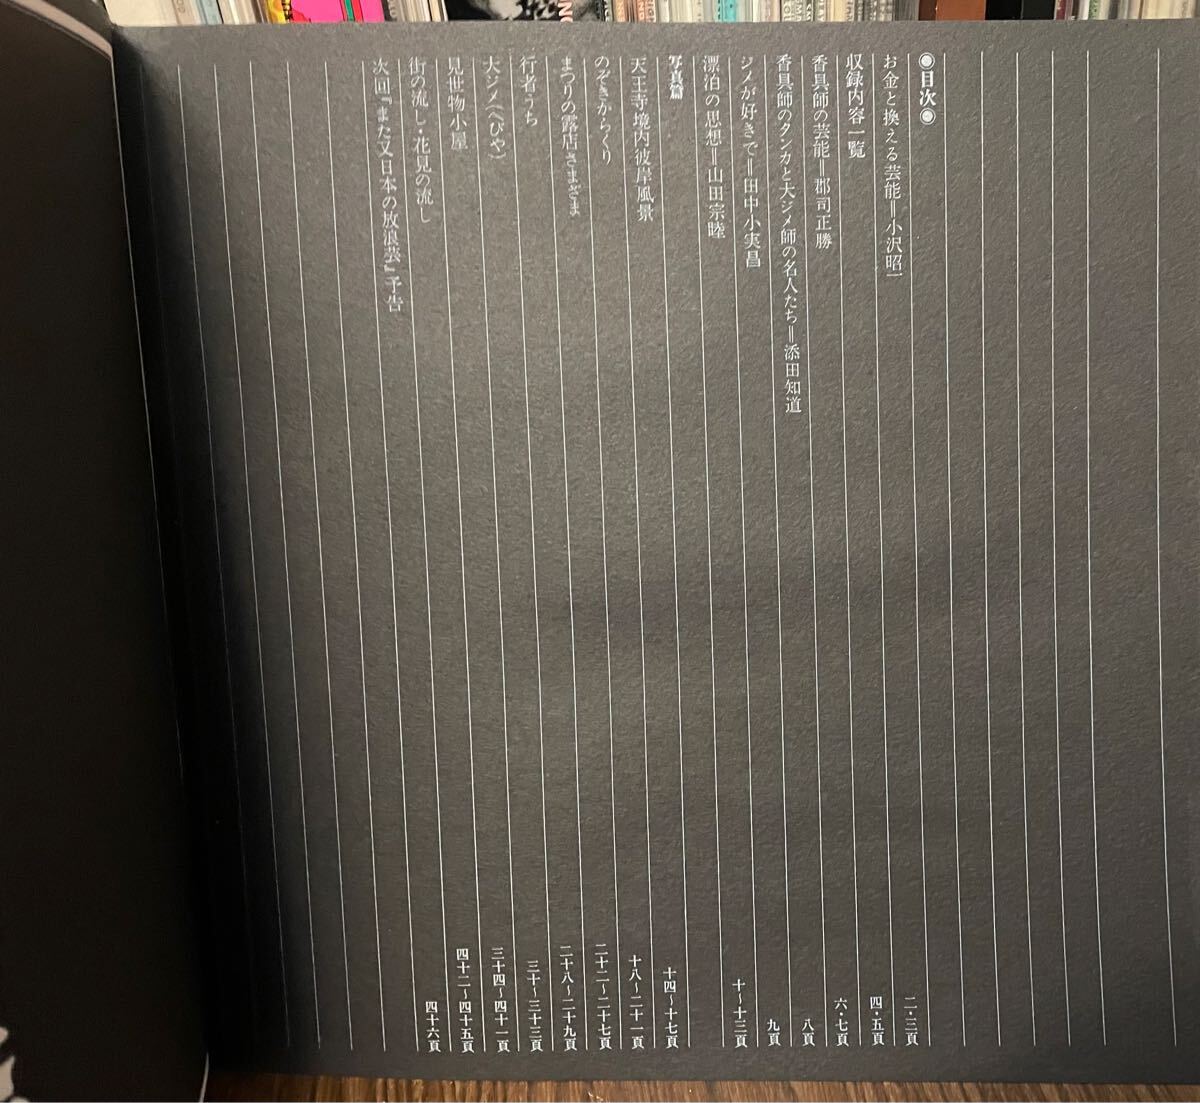 ◉目次◉
お金と換える芸能＝小沢昭一 二・三頁
収録内容一覧 四・五頁
香具師の芸能＝郡司正勝 六・七頁
香具師のタンカと大ジメ師の名人たち＝添田知道 八頁
ジメが好きで＝田中小実昌 九頁
漂泊の思想＝山田宗睦 十〜十三頁
写真篇
天王寺境内彼岸風景 十四〜十七頁
のぞきからくり 十八〜二十一頁
まつりの露店さまざま 二十二〜二十七頁
行者うち 二十八〜二十九頁
大ジメ(へびや) 三十〜三十三頁
見世物小屋 三十四〜四十一頁
街の流し・花見の流し 四十二〜四十五頁
次回『また又日本の放浪芸』予告 四十六頁